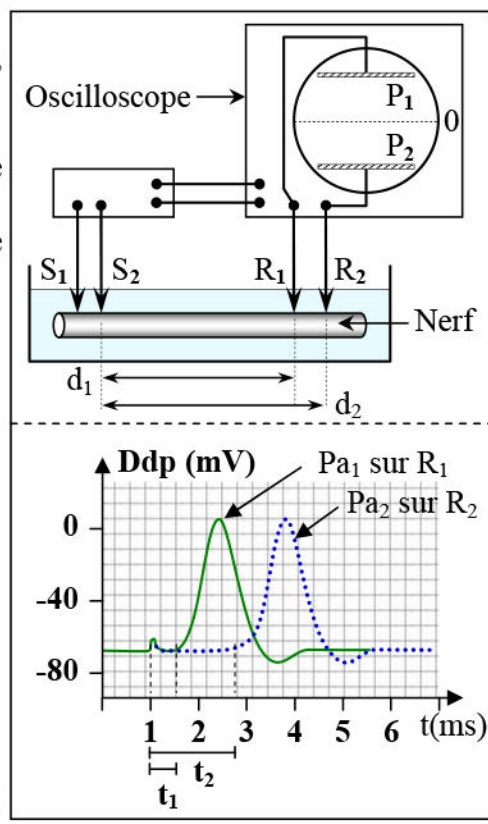 Oscilloscope
P1
0
P2
S1 S2 R1 R2
Nerf
d1
d2
Ddp (mV)
Pa1 sur R1
Pa2 sur R2
0
-40
-80
1 2 3 4 5 6 t(ms)
t2
t1